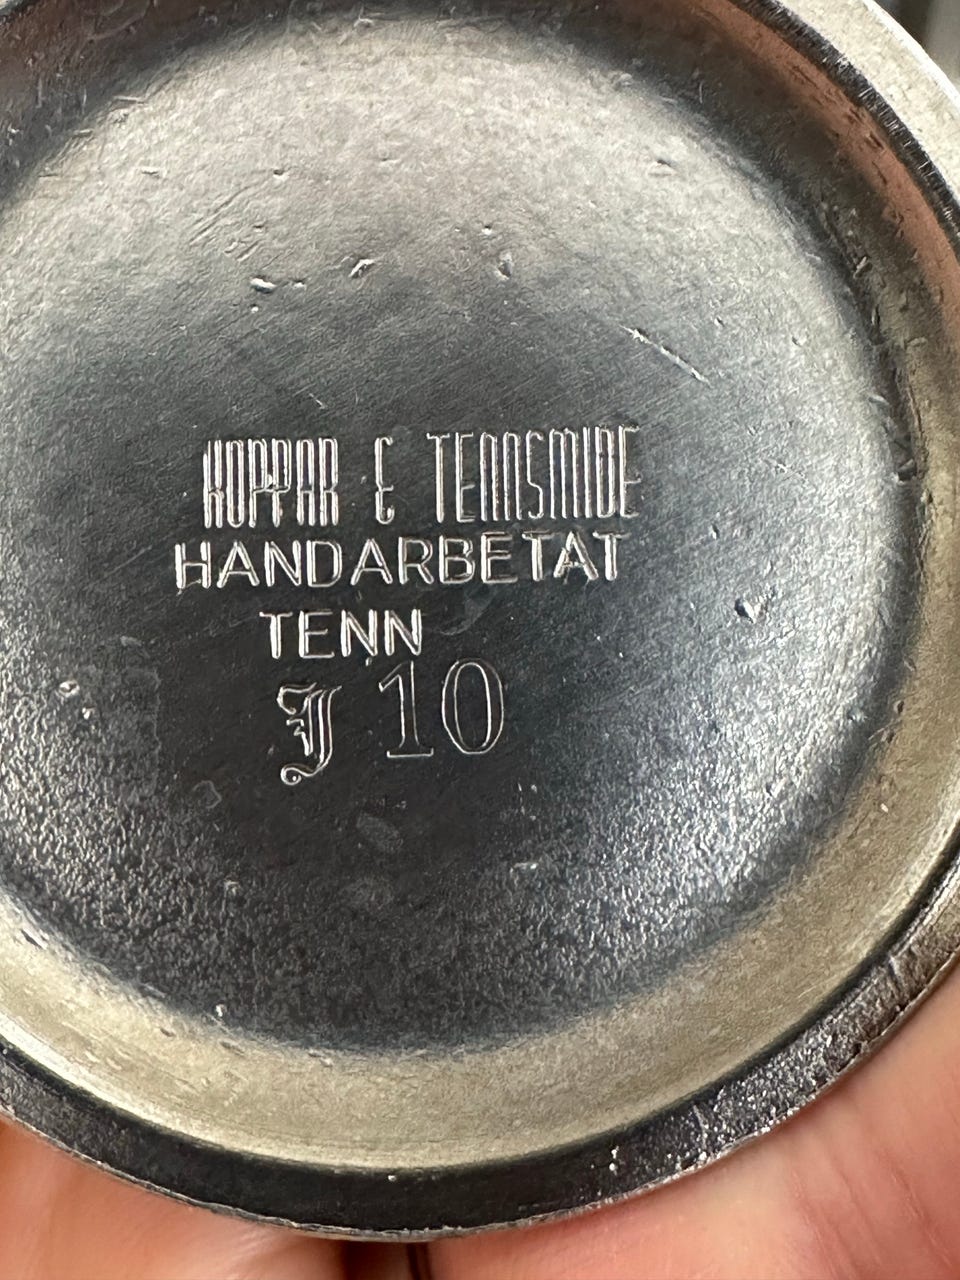 KOPPAR & TENNSMIDE
HANDARBETAT
TENN
J 10